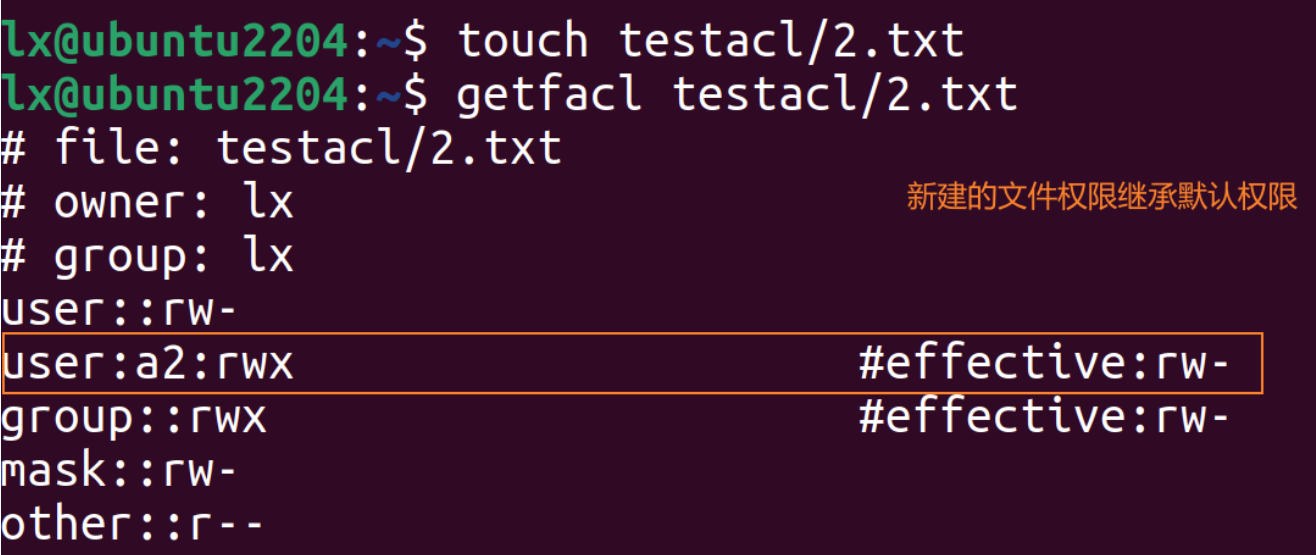 lx@ubuntu2204:~$ touch testacl/2.txt
lx@ubuntu2204:~$ getfacl testacl/2.txt
# file: testacl/2.txt
# owner: lx
新建的文件权限继承默认权限
# group: lx
user::rw-
user:a2:rwx #effective:rw-
group::rwx #effective:rw-
mask::rw-
other::r--